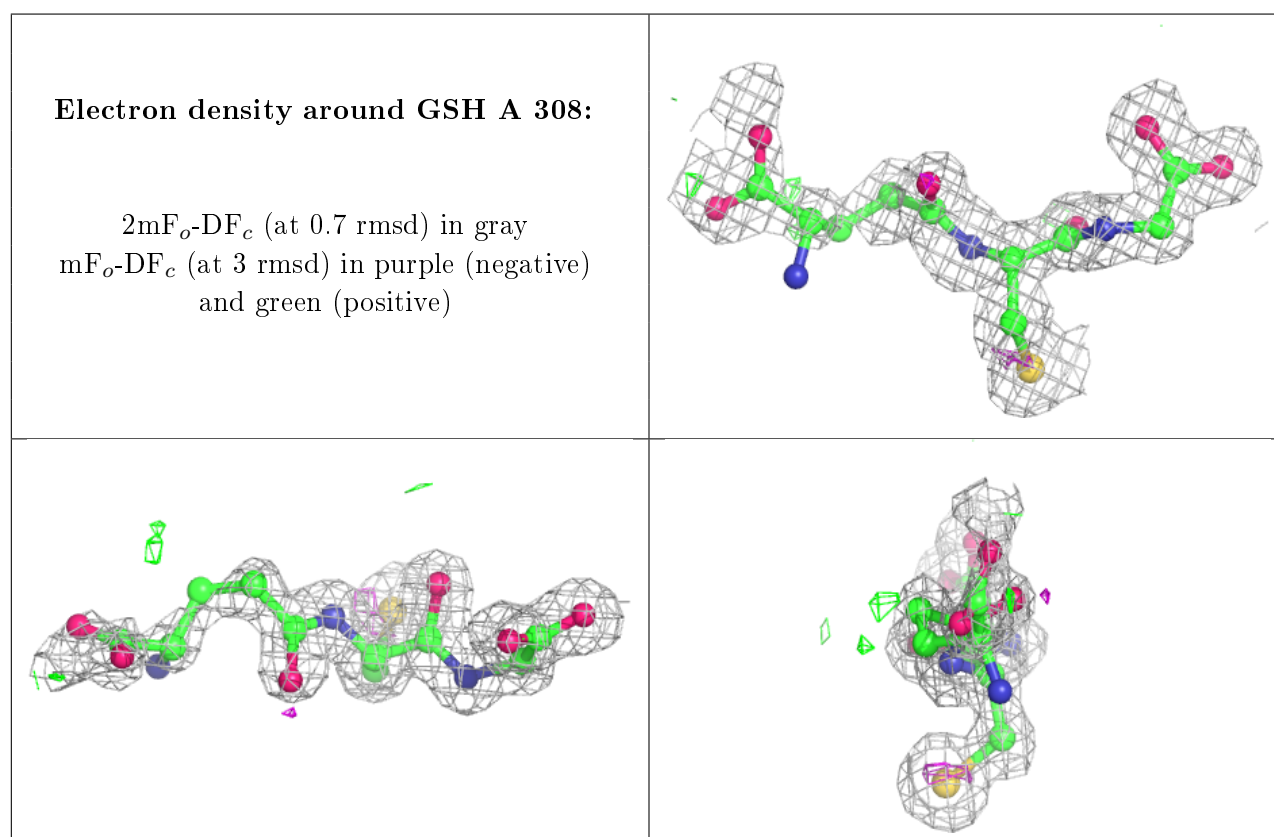 Electron density around GSH A 308:
2mFₒ-DF𝒸 (at 0.7 rmsd) in gray
mFₒ-DF𝒸 (at 3 rmsd) in purple (negative)
and green (positive)